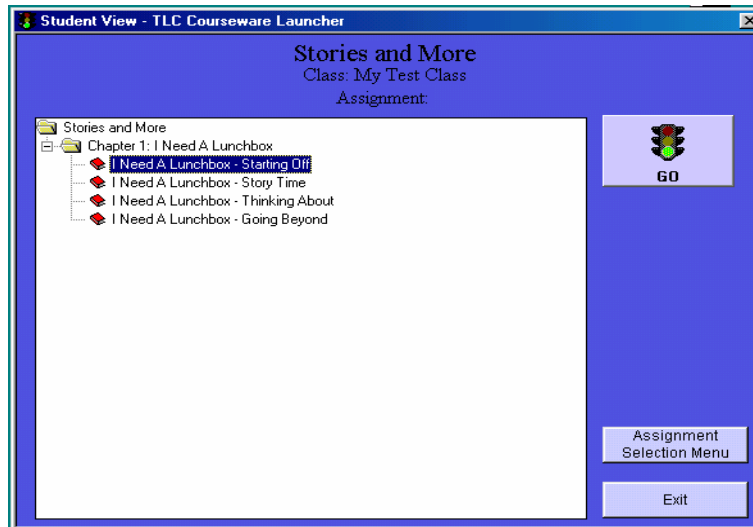 Student View - TLC Courseware Launcher
Stories and More
Class: My Test Class
Assignment:
Stories and More
Chapter 1: I Need A Lunchbox
I Need A Lunchbox - Starting Off
I Need A Lunchbox - Story Time
I Need A Lunchbox - Thinking About
I Need A Lunchbox - Going Beyond
GO
Assignment
Selection Menu
Exit